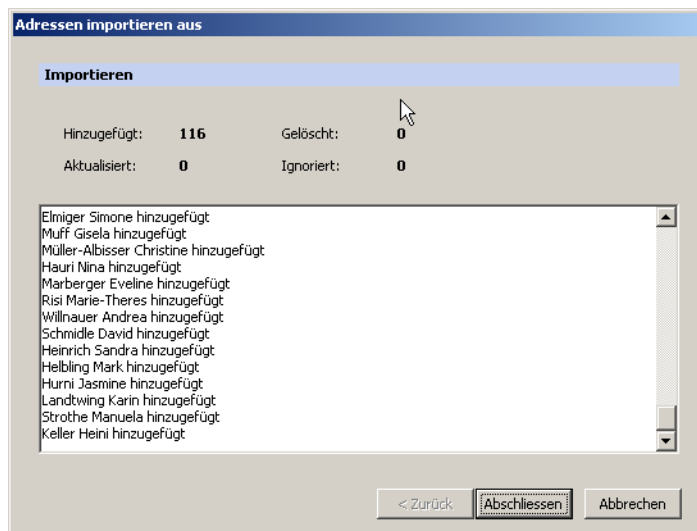 Adressen importieren aus
Importieren
Hinzugefügt: 116 Gelöscht: 0
Aktualisiert: 0 Ignoriert: 0
Elmiger Simone hinzugefügt
Muff Gisela hinzugefügt
Müller-Albisser Christine hinzugefügt
Hauri Nina hinzugefügt
Marberger Eveline hinzugefügt
Risi Marie-Theres hinzugefügt
Willnauer Andrea hinzugefügt
Schmidle David hinzugefügt
Heinrich Sandra hinzugefügt
Helbling Mark hinzugefügt
Hurni Jasmine hinzugefügt
Landtwing Karin hinzugefügt
Strothe Manuela hinzugefügt
Keller Heini hinzugefügt
< Zurück Abschliessen Abbrechen